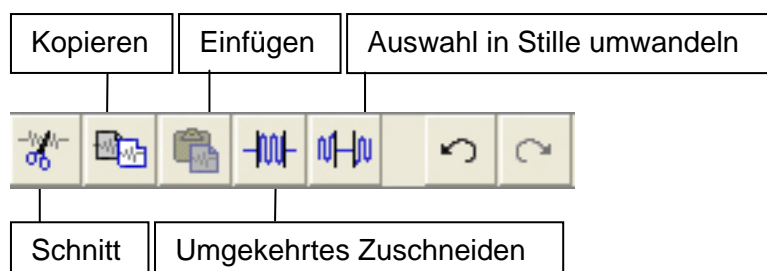 Kopieren
Einfügen
Auswahl in Stille umwandeln
Schnitt
Umgekehrtes Zuschneiden